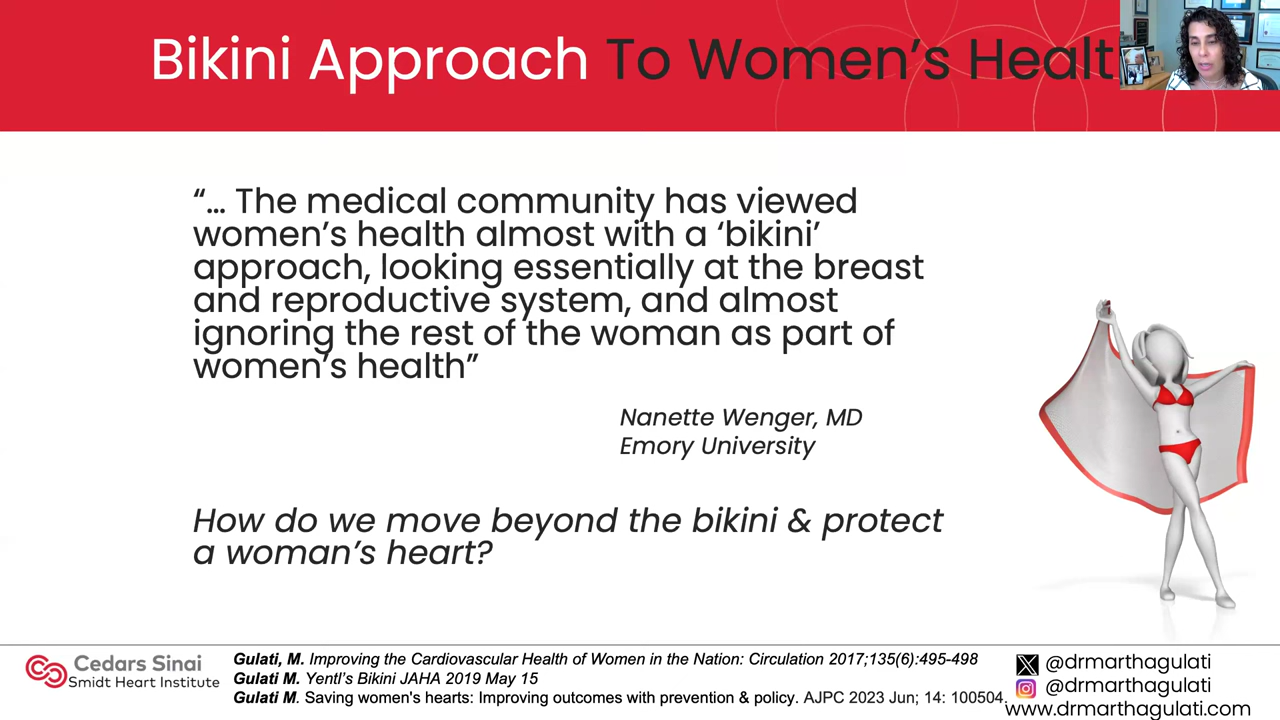 Bikini Approach To Women’s Healt
“... The medical community has viewed
women’s health almost with a ‘bikini’
approach, looking essentially at the breast
and reproductive system, and almost
ignoring the rest of the woman as part of
women’s health”
Nanette Wenger, MD
Emory University
How do we move beyond the bikini & protect
a woman’s heart?
Cedars Sinai
Smidt Heart Institute
Gulati, M. Improving the Cardiovascular Health of Women in the Nation: Circulation 2017;135(6):495-498
Gulati M. Yentl’s Bikini JAHA 2019 May 15
Gulati M. Saving women's hearts: Improving outcomes with prevention & policy. AJPC 2023 Jun; 14: 100504.
@drmarthagulati
@drmarthagulati
www.drmarthagulati.com